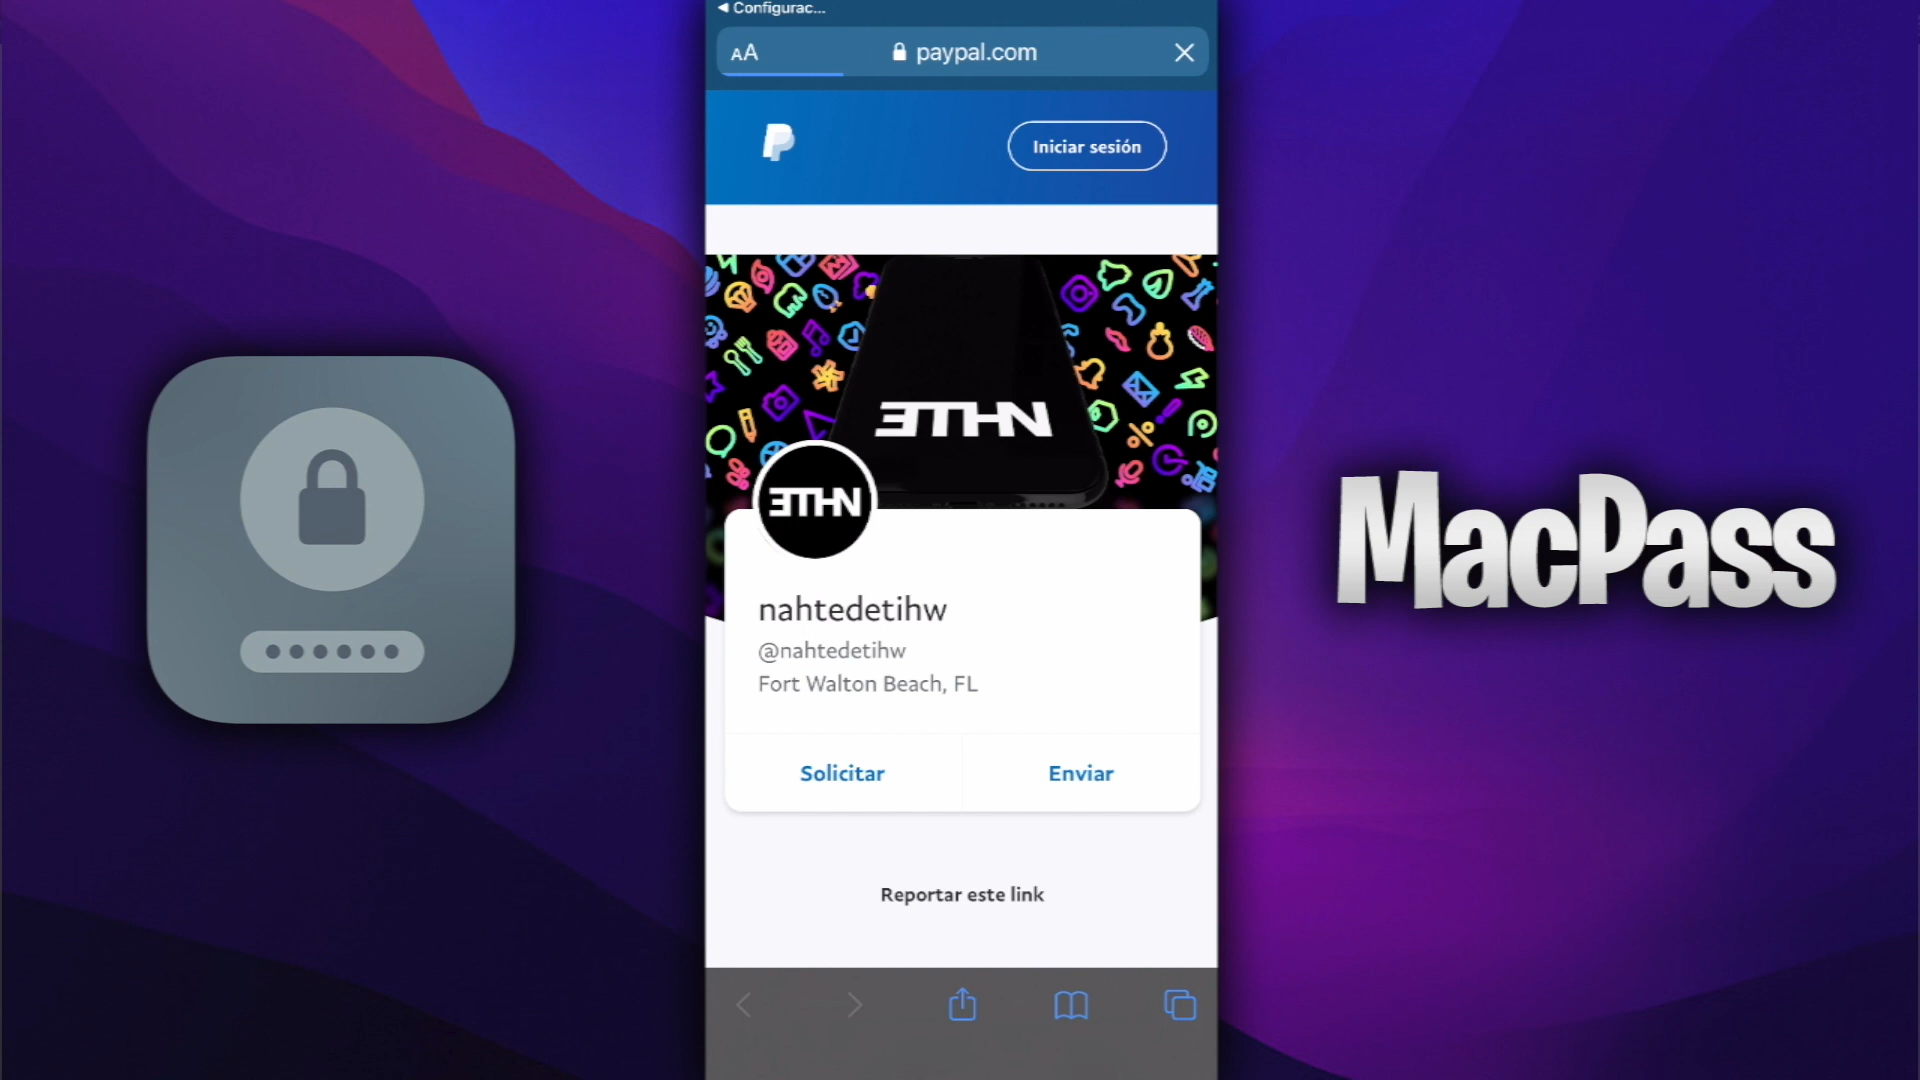 ◀ Configurac...
AA
paypal.com
Iniciar sesión
ƎTHN
ƎTHN
nahtedetihw
@nahtedetihw
Fort Walton Beach, FL
Solicitar
Enviar
Reportar este link
MacPass